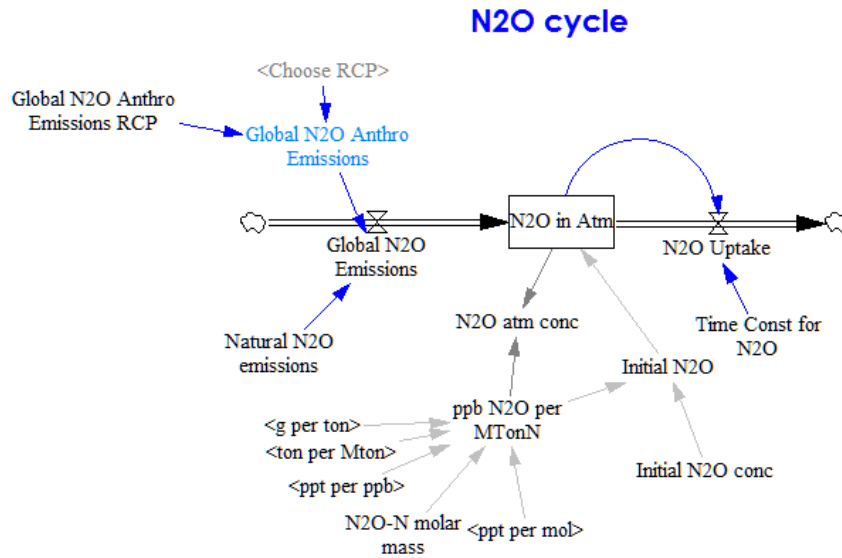 N2O cycle
<Choose RCP>
Global N2O Anthro
Emissions RCP
Global N2O Anthro
Emissions
N2O in Atm
Global N2O
Emissions
N2O Uptake
Natural N2O
emissions
N2O atm conc
Time Const for
N2O
Initial N2O
ppb N2O per
MTonN
<g per ton>
<ton per Mton>
<ppt per ppb>
Initial N2O conc
N2O-N molar
mass
<ppt per mol>